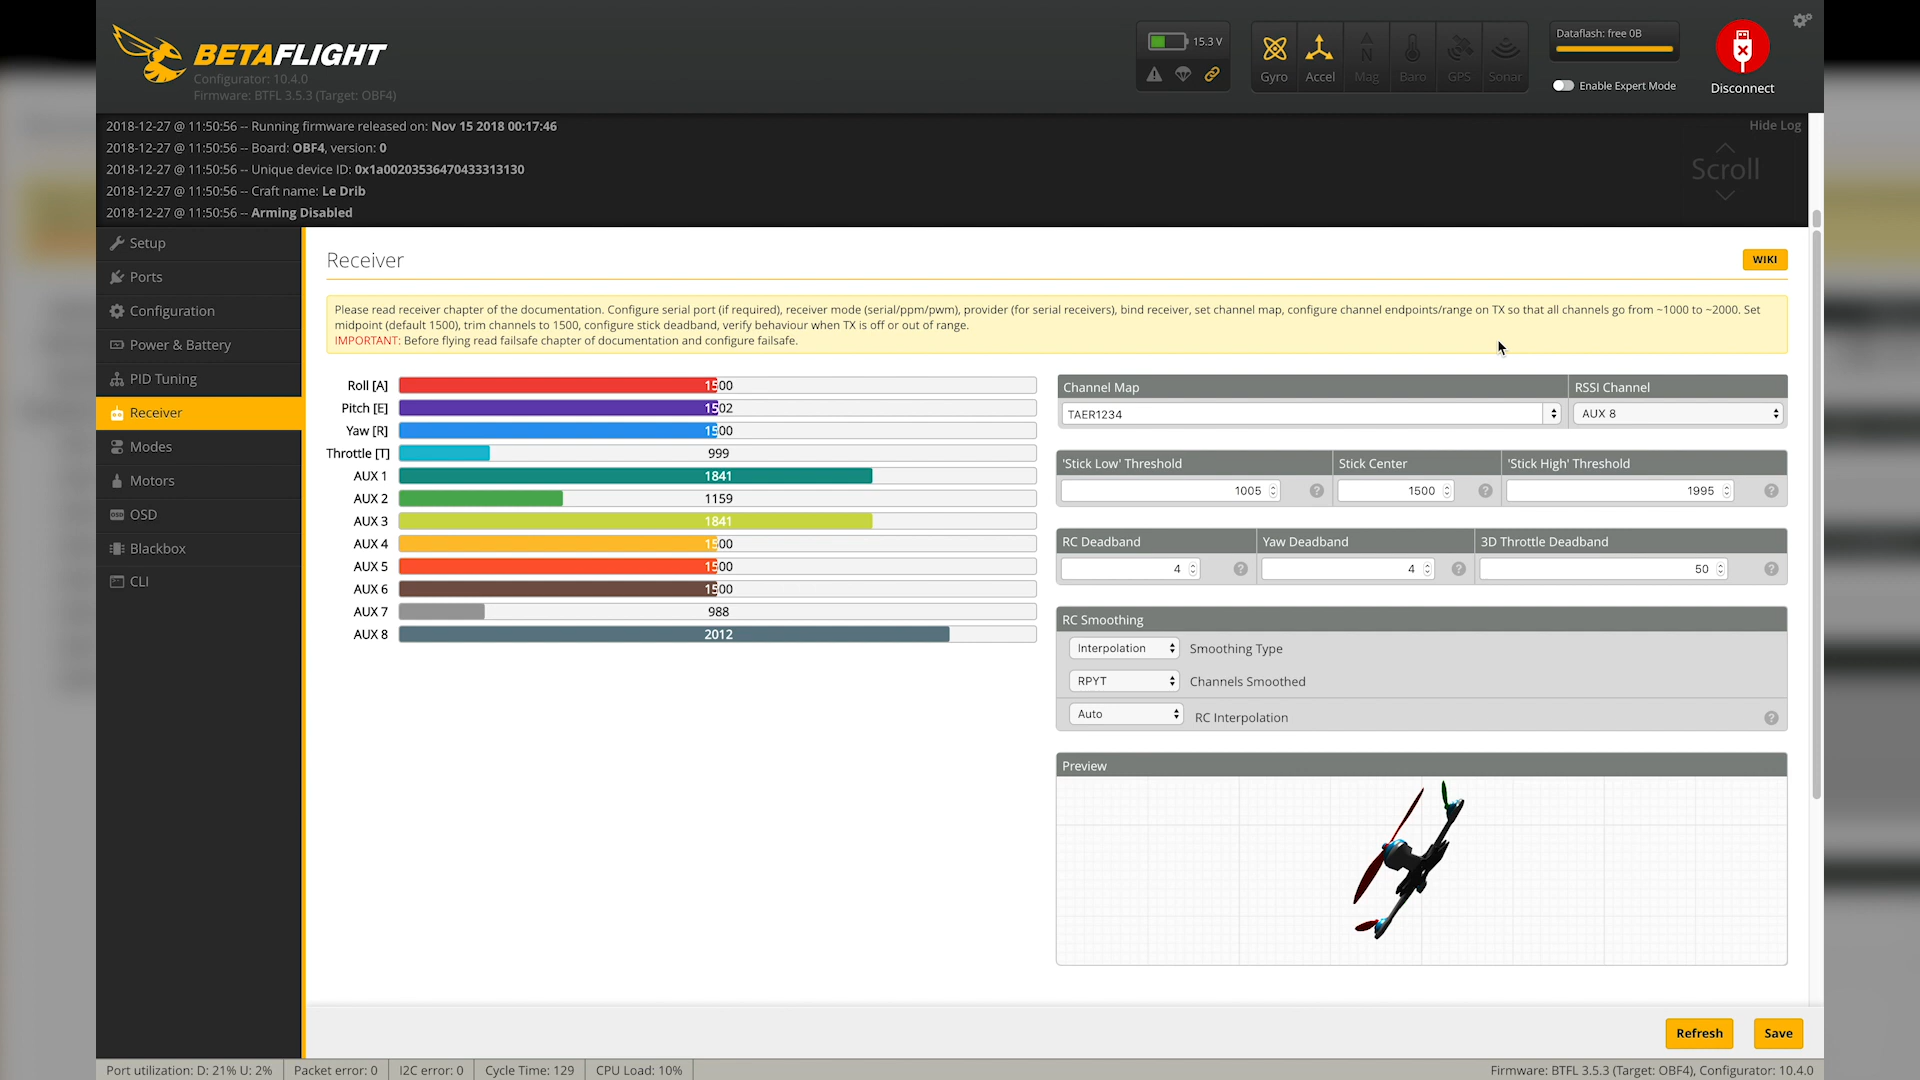 BETAFLIGHT
Configurator: 10.4.0
Firmware: BTFL 3.5.3 (Target: OBF4)
15.3 V
Gyro
Accel
Mag
Baro
GPS
Sonar
Dataflash: free 0B
Enable Expert Mode
Disconnect
2018-12-27 @ 11:50:56 -- Running firmware released on: Nov 15 2018 00:17:46
2018-12-27 @ 11:50:56 -- Board: OBF4, version: 0
2018-12-27 @ 11:50:56 -- Unique device ID: 0x1a00203536470433313130
2018-12-27 @ 11:50:56 -- Craft name: Le Drib
2018-12-27 @ 11:50:56 -- Arming Disabled
Hide Log
Scroll
Setup
Ports
Configuration
Power & Battery
PID Tuning
Receiver
Modes
Motors
OSD
Blackbox
CLI
Receiver
WIKI
Please read receiver chapter of the documentation. Configure serial port (if required), receiver mode (serial/ppm/pwm), provider (for serial receivers), bind receiver, set channel map, configure channel endpoints/range on TX so that all channels go from ~1000 to ~2000. Set
midpoint (default 1500), trim channels to 1500, configure stick deadband, verify behaviour when TX is off or out of range.
IMPORTANT: Before flying read failsafe chapter of documentation and configure failsafe.
Roll [A] 1500
Pitch [E] 1502
Yaw [R] 1500
Throttle [T] 999
AUX 1 1841
AUX 2 1159
AUX 3 1841
AUX 4 1500
AUX 5 1500
AUX 6 1500
AUX 7 988
AUX 8 2012
Channel Map RSSI Channel
TAER1234 AUX 8
'Stick Low' Threshold Stick Center 'Stick High' Threshold
1005 ? 1500 ? 1995 ?
RC Deadband Yaw Deadband 3D Throttle Deadband
4 ? 4 ? 50 ?
RC Smoothing
Interpolation Smoothing Type
RPYT Channels Smoothed
Auto RC Interpolation ?
Preview
Refresh Save
Port utilization: D: 21% U: 2% Packet error: 0 I2C error: 0 Cycle Time: 129 CPU Load: 10% Firmware: BTFL 3.5.3 (Target: OBF4), Configurator: 10.4.0